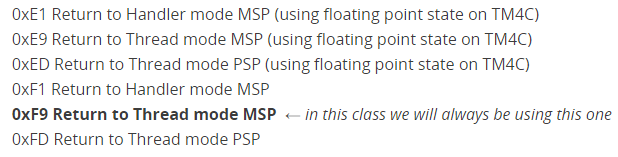 0xE1 Return to Handler mode MSP (using floating point state on TM4C)
0xE9 Return to Thread mode MSP (using floating point state on TM4C)
0xED Return to Thread mode PSP (using floating point state on TM4C)
0xF1 Return to Handler mode MSP
0xF9 Return to Thread mode MSP ← in this class we will always be using this one
0xFD Return to Thread mode PSP